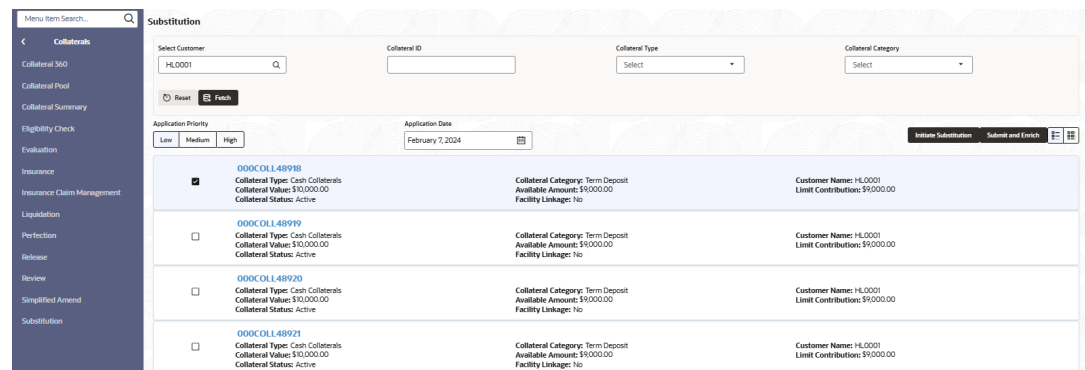 Menu Item Search...
Collaterals
Collateral 360
Collateral Pool
Collateral Summary
Eligibility Check
Evaluation
Insurance
Insurance Claim Management
Liquidation
Perfection
Release
Review
Simplified Amend
Substitution
Substitution
Select Customer Collateral ID Collateral Type Collateral Category
HL0001 Select Select
Reset Fetch
Application Priority Application Date
Low Medium High February 7, 2024 Initiate Substitution Submit and Enrich
000COLL48918
Collateral Type: Cash Collaterals Collateral Category: Term Deposit Customer Name: HL0001
Collateral Value: $10,000.00 Available Amount: $9,000.00 Limit Contribution: $9,000.00
Collateral Status: Active Facility Linkage: No
000COLL48919
Collateral Type: Cash Collaterals Collateral Category: Term Deposit Customer Name: HL0001
Collateral Value: $10,000.00 Available Amount: $9,000.00 Limit Contribution: $9,000.00
Collateral Status: Active Facility Linkage: No
000COLL48920
Collateral Type: Cash Collaterals Collateral Category: Term Deposit Customer Name: HL0001
Collateral Value: $10,000.00 Available Amount: $9,000.00 Limit Contribution: $9,000.00
Collateral Status: Active Facility Linkage: No
000COLL48921
Collateral Type: Cash Collaterals Collateral Category: Term Deposit Customer Name: HL0001
Collateral Value: $10,000.00 Available Amount: $9,000.00 Limit Contribution: $9,000.00
Collateral Status: Active Facility Linkage: No